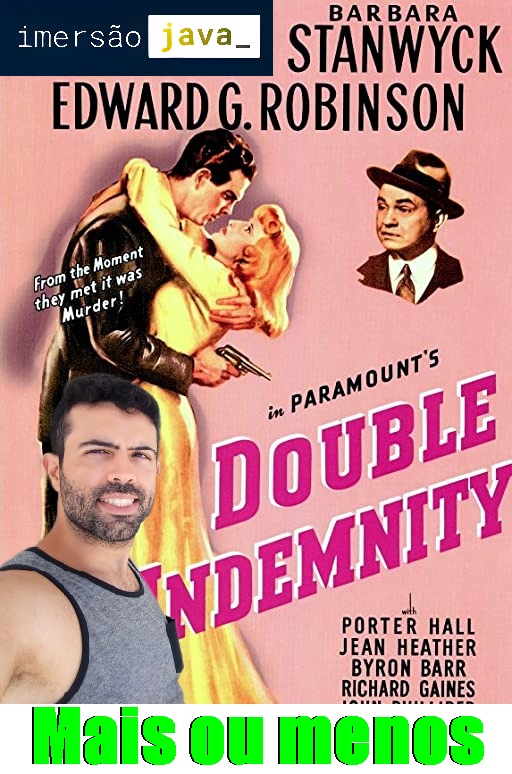 imersão java_
BARBARA
STANWYCK
EDWARD G. ROBINSON
From the Moment
they met it was
Murder!
in PARAMOUNT'S
DOUBLE
INDEMNITY
with
PORTER HALL
JEAN HEATHER
BYRON BARR
RICHARD GAINES
Mais ou menos